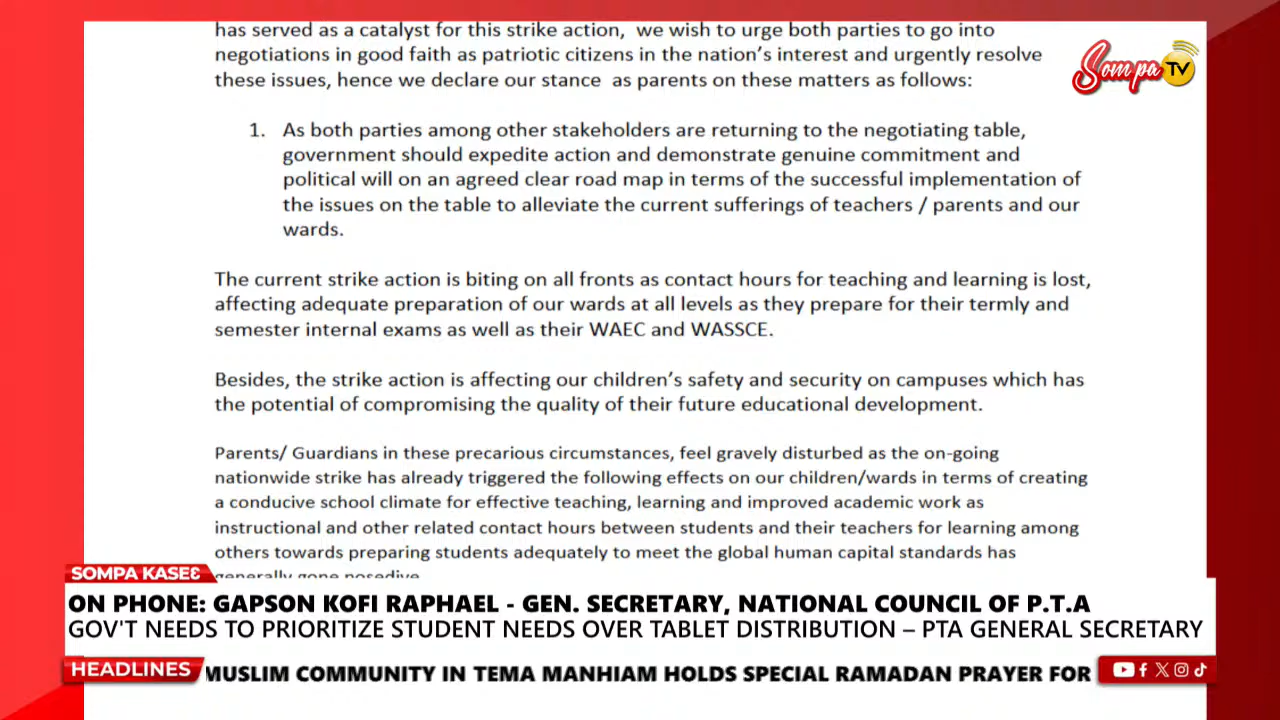 has served as a catalyst for this strike action, we wish to urge both parties to go into
negotiations in good faith as patriotic citizens in the nation's interest and urgently resolve
these issues, hence we declare our stance as parents on these matters as follows:
Sompa TV
1. As both parties among other stakeholders are returning to the negotiating table,
government should expedite action and demonstrate genuine commitment and
political will on an agreed clear road map in terms of the successful implementation of
the issues on the table to alleviate the current sufferings of teachers / parents and our
wards.
The current strike action is biting on all fronts as contact hours for teaching and learning is lost,
affecting adequate preparation of our wards at all levels as they prepare for their termly and
semester internal exams as well as their WAEC and WASSCE.
Besides, the strike action is affecting our children's safety and security on campuses which has
the potential of compromising the quality of their future educational development.
Parents/ Guardians in these precarious circumstances, feel gravely disturbed as the on-going
nationwide strike has already triggered the following effects on our children/wards in terms of creating
a conducive school climate for effective teaching, learning and improved academic work as
instructional and other related contact hours between students and their teachers for learning among
others towards preparing students adequately to meet the global human capital standards has
generally gone nosedive
SOMPA KASEƐ
ON PHONE: GAPSON KOFI RAPHAEL - GEN. SECRETARY, NATIONAL COUNCIL OF P.T.A
GOV'T NEEDS TO PRIORITIZE STUDENT NEEDS OVER TABLET DISTRIBUTION – PTA GENERAL SECRETARY
HEADLINES
MUSLIM COMMUNITY IN TEMA MANHIAM HOLDS SPECIAL RAMADAN PRAYER FOR